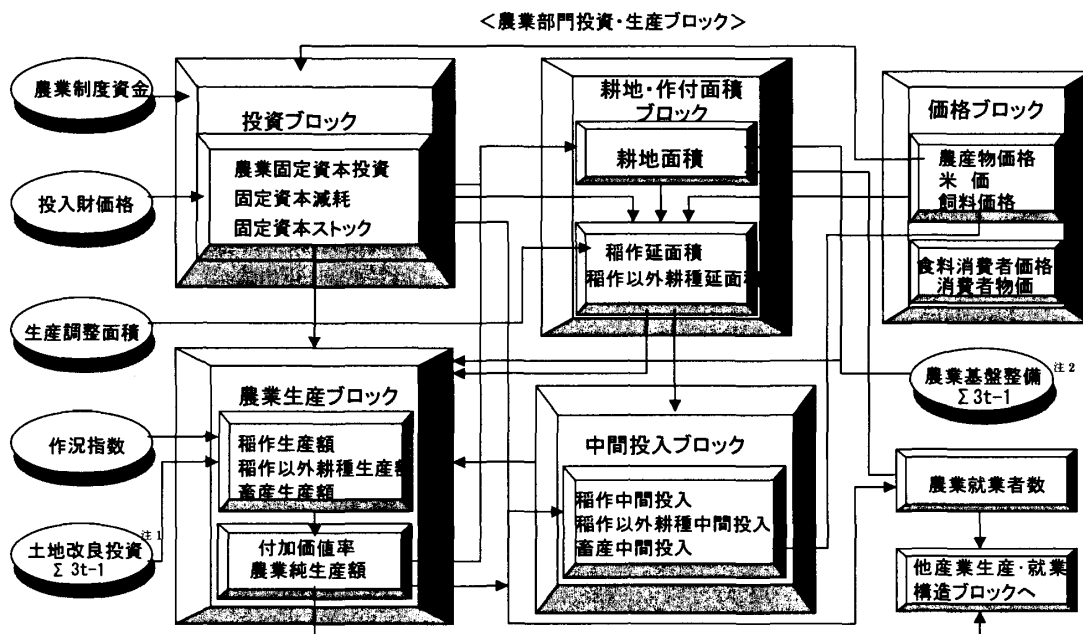 ＜農業部門投資・生産ブロック＞
農業制度資金
投入財価格
生産調整面積
作況指数
土地改良投資 注1
Σ 3t-1
投資ブロック
農業固定資本投資
固定資本減耗
固定資本ストック
農業生産ブロック
稲作生産額
稲作以外耕種生産額
畜産生産額
付加価値率
農業純生産額
耕地・作付面積
ブロック
耕地面積
稲作延面積
稲作以外耕種延面積
中間投入ブロック
稲作中間投入
稲作以外耕種中間投入
畜産中間投入
価格ブロック
農産物価格
米　価
飼料価格
食料消費者価格
消費者物価
農業基盤整備 注2
Σ 3t-1
農業就業者数
他産業生産・就業
構造ブロックへ